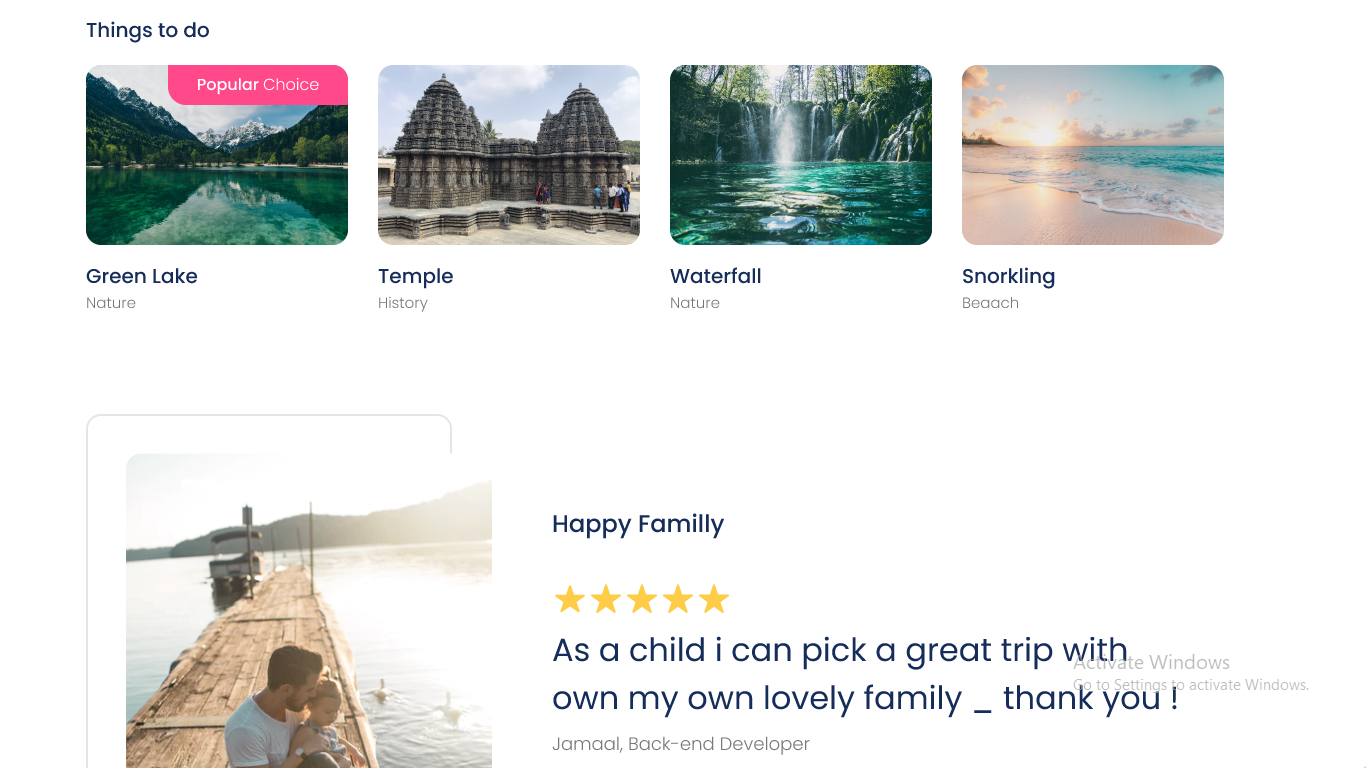 Things to do
Popular Choice
Green Lake
Nature
Temple
History
Waterfall
Nature
Snorkling
Beaach
Happy Familly
As a child i can pick a great trip with
own my own lovely family _ thank you !
Jamaal, Back-end Developer
Activate Windows
Go to Settings to activate Windows.